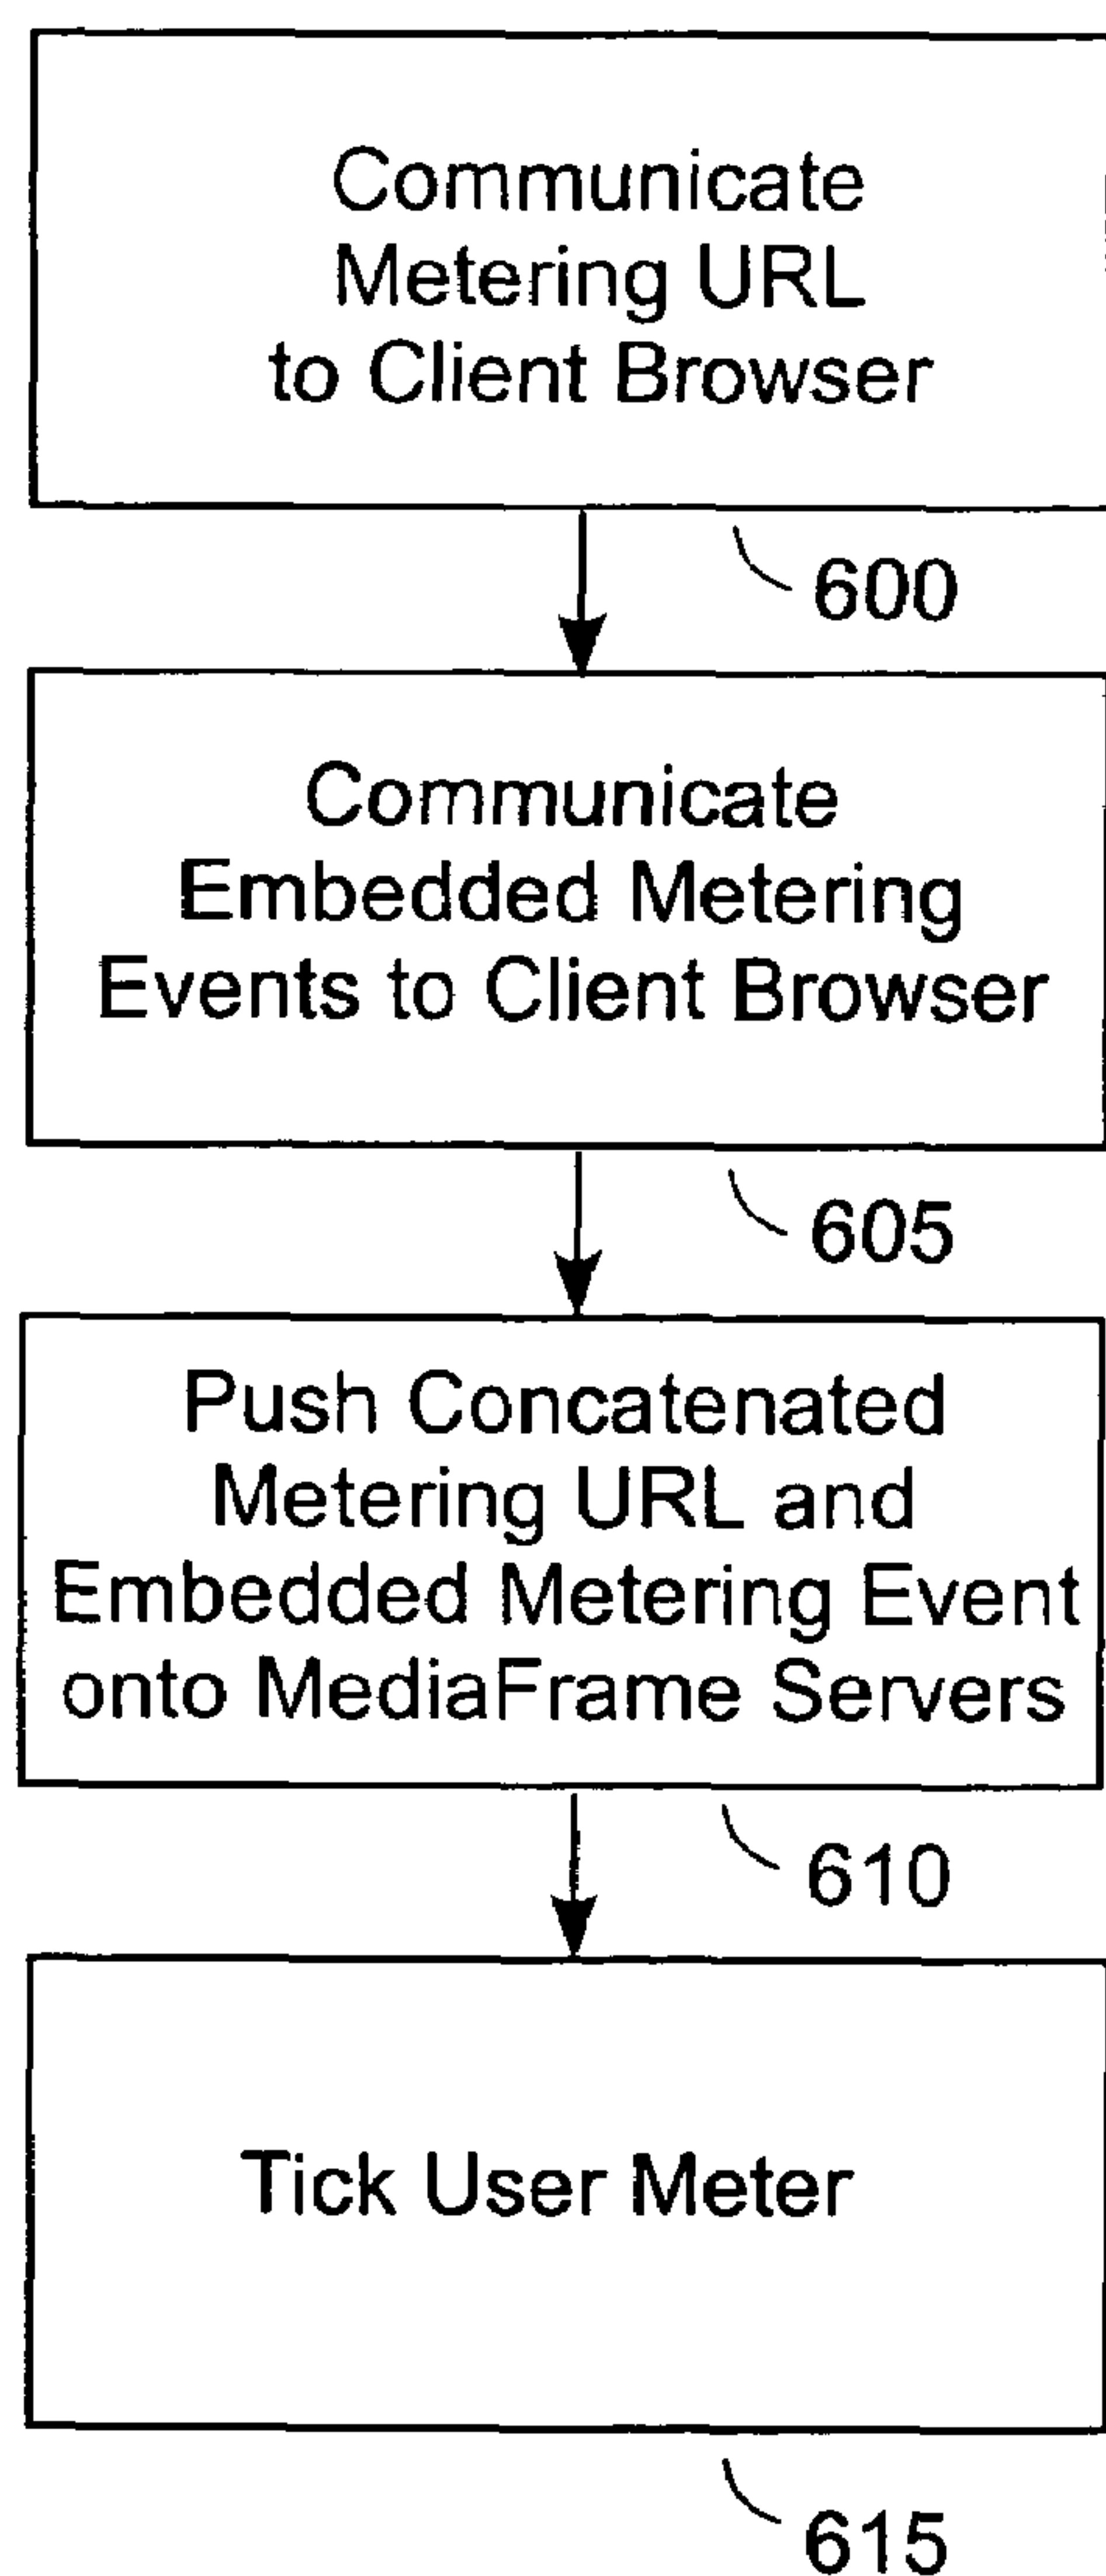 Communicate
Metering URL
to Client Browser
600
Communicate
Embedded Metering
Events to Client Browser
605
Push Concatenated
Metering URL and
Embedded Metering Event
onto MediaFrame Servers
610
Tick User Meter
615